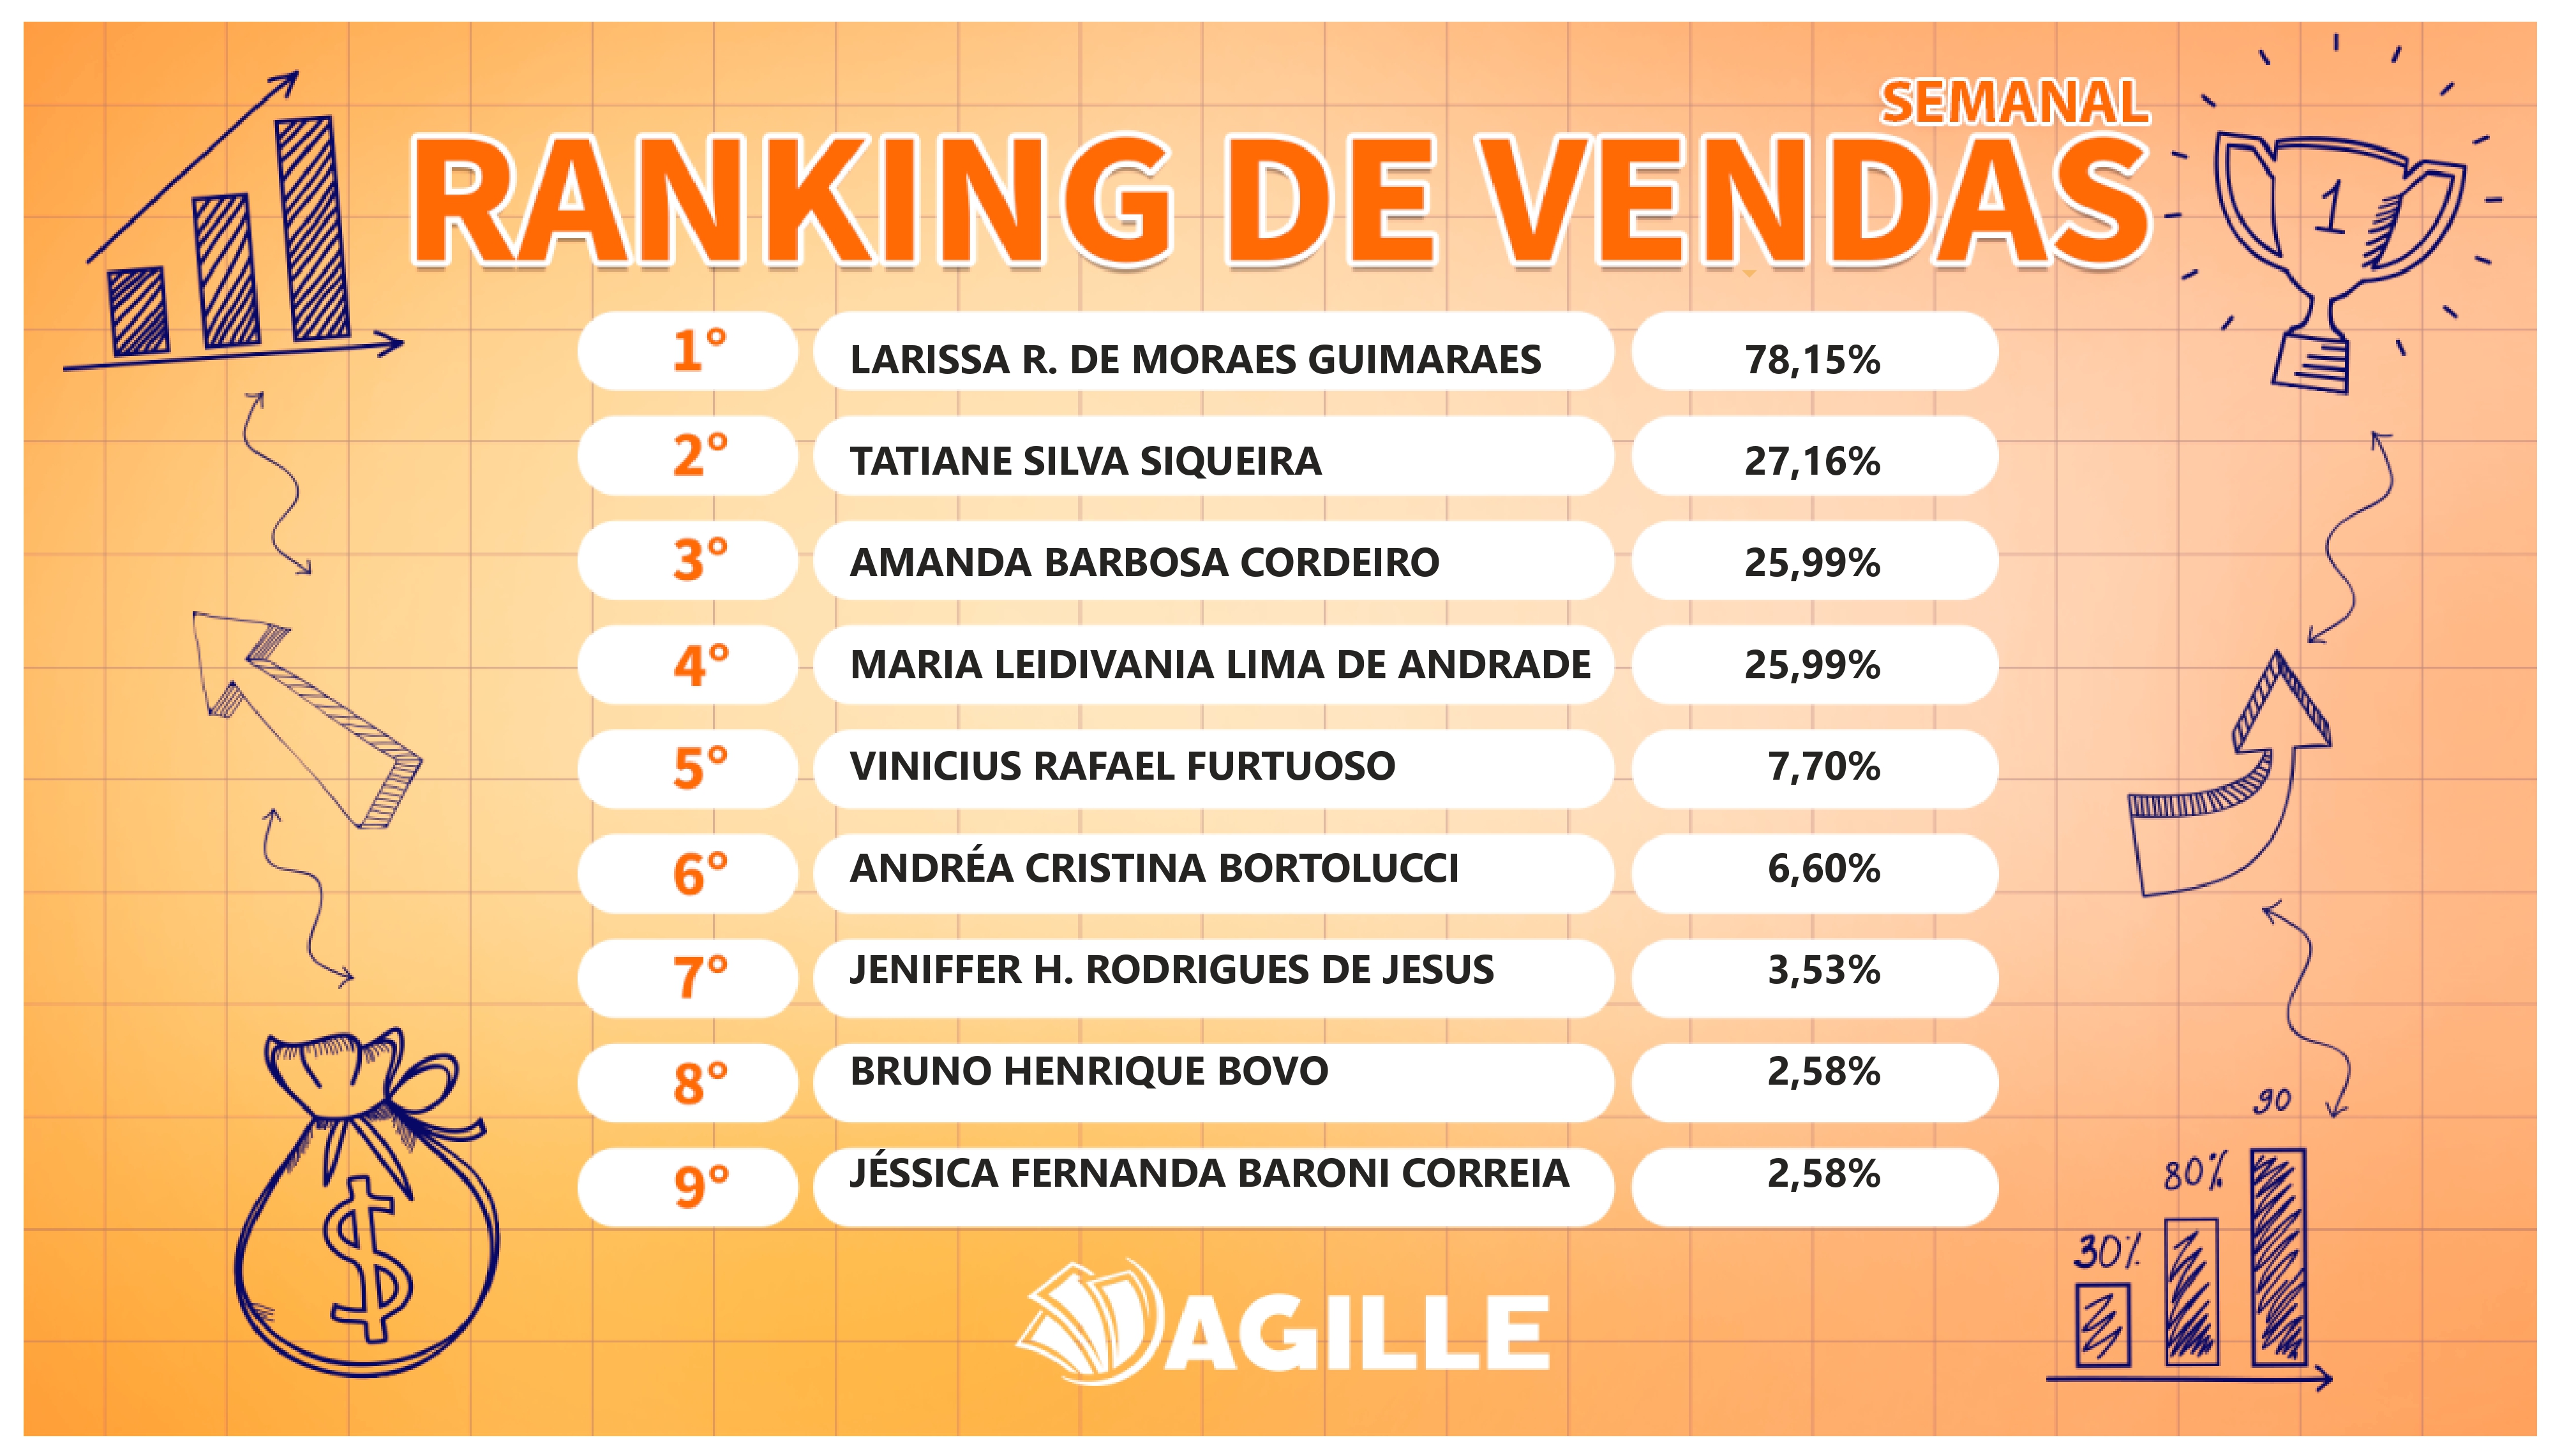 SEMANAL
RANKING DE VENDAS
1
1° LARISSA R. DE MORAES GUIMARAES 78,15%
2° TATIANE SILVA SIQUEIRA 27,16%
3° AMANDA BARBOSA CORDEIRO 25,99%
4° MARIA LEIDIVANIA LIMA DE ANDRADE 25,99%
5° VINICIUS RAFAEL FURTUOSO 7,70%
6° ANDRÉA CRISTINA BORTOLUCCI 6,60%
7° JENIFFER H. RODRIGUES DE JESUS 3,53%
8° BRUNO HENRIQUE BOVO 2,58%
9° JÉSSICA FERNANDA BARONI CORREIA 2,58%
$
30%
80%
90
AGILLE